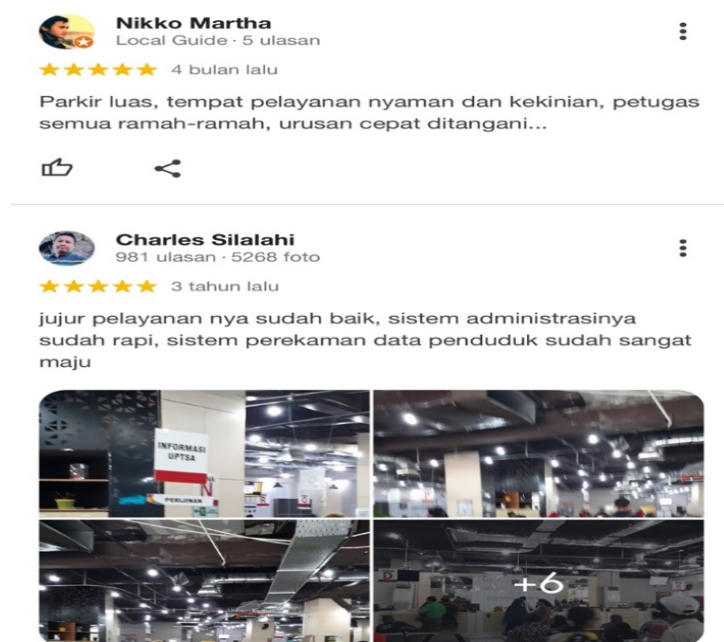 Nikko Martha
Local Guide · 5 ulasan
4 bulan lalu
Parkir luas, tempat pelayanan nyaman dan kekinian, petugas
semua ramah-ramah, urusan cepat ditangani...
Charles Silalahi
981 ulasan · 5268 foto
3 tahun lalu
jujur pelayanan nya sudah baik, sistem administrasinya
sudah rapi, sistem perekaman data penduduk sudah sangat
maju
INFORMASI
UPTSA
PERIJINAN
+6